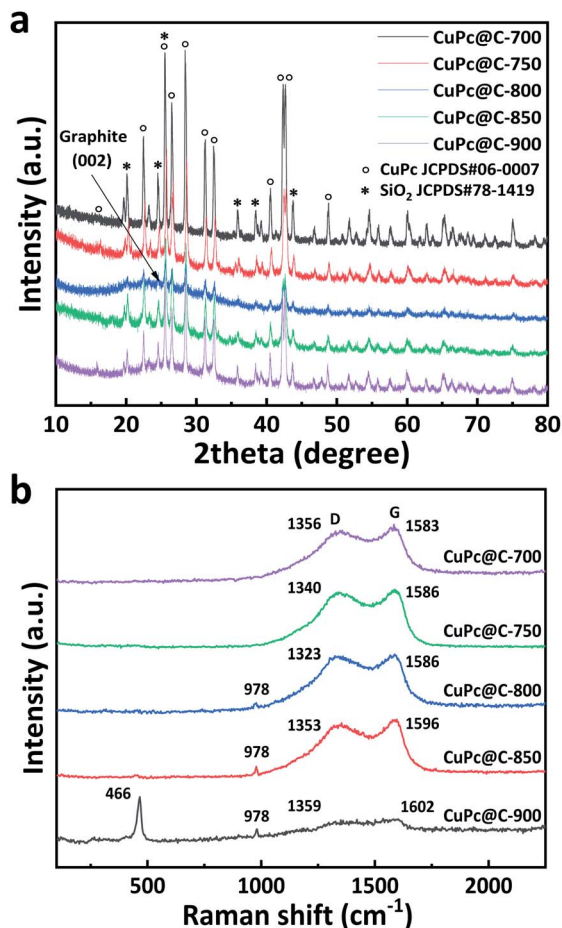 a
CuPc@C-700
CuPc@C-750
CuPc@C-800
CuPc@C-850
CuPc@C-900
° CuPc JCPDS#06-0007
* SiO₂ JCPDS#78-1419
Graphite
(002)
Intensity (a.u.)
10 20 30 40 50 60 70 80
2theta (degree)
b
1356 D G 1583
CuPc@C-700
1340 1586
CuPc@C-750
1323 1586
978 CuPc@C-800
1353 1596
978 CuPc@C-850
466 978 1359 1602
CuPc@C-900
Intensity (a.u.)
500 1000 1500 2000
Raman shift (cm⁻¹)